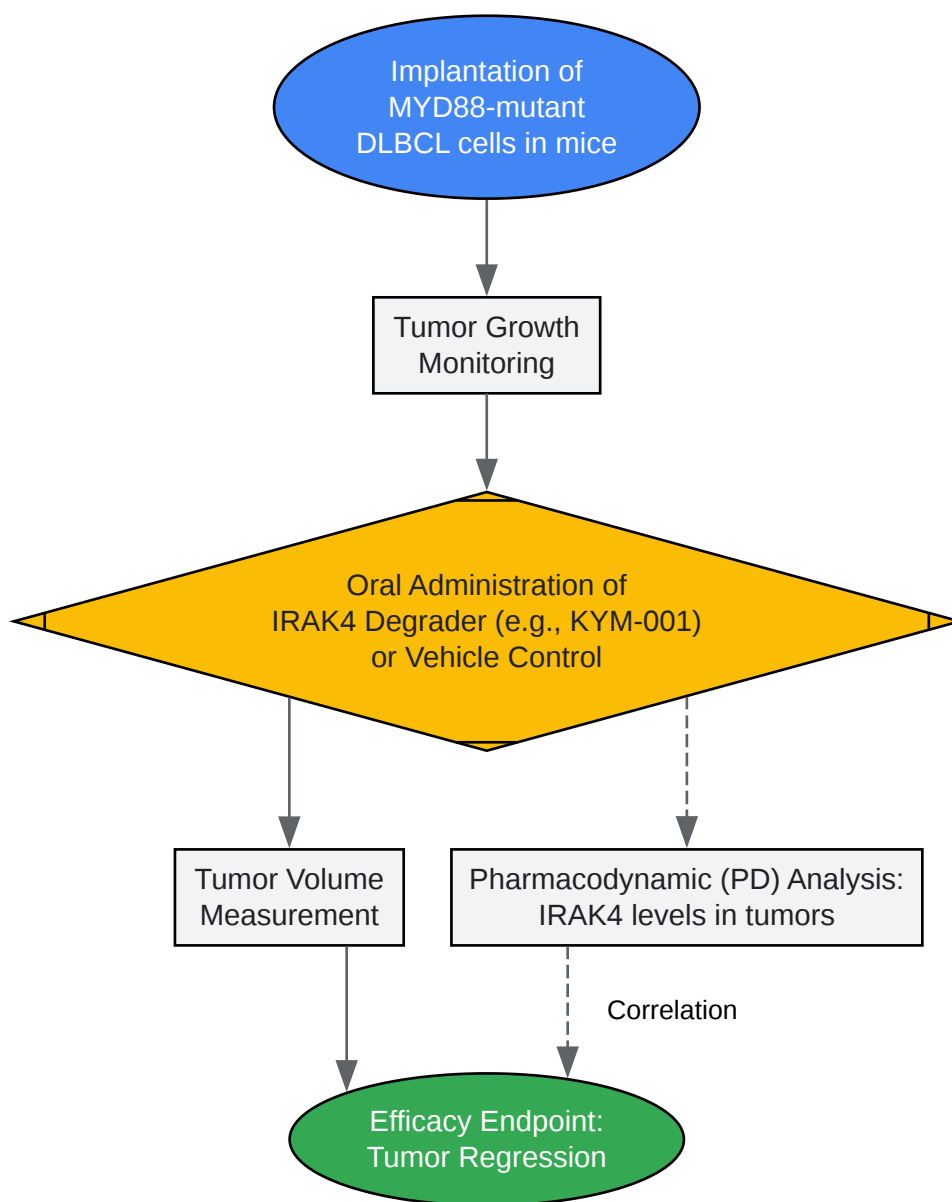 Implantation of
MYD88-mutant
DLBCL cells in mice
Tumor Growth
Monitoring
Oral Administration of
IRAK4 Degrader (e.g., KYM-001)
or Vehicle Control
Tumor Volume
Measurement
Pharmacodynamic (PD) Analysis:
IRAK4 levels in tumors
Correlation
Efficacy Endpoint:
Tumor Regression